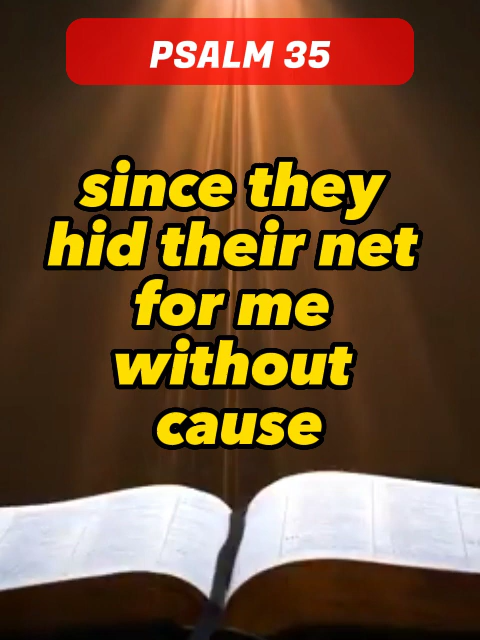 PSALM 35
since they
hid their net
for me
without
cause